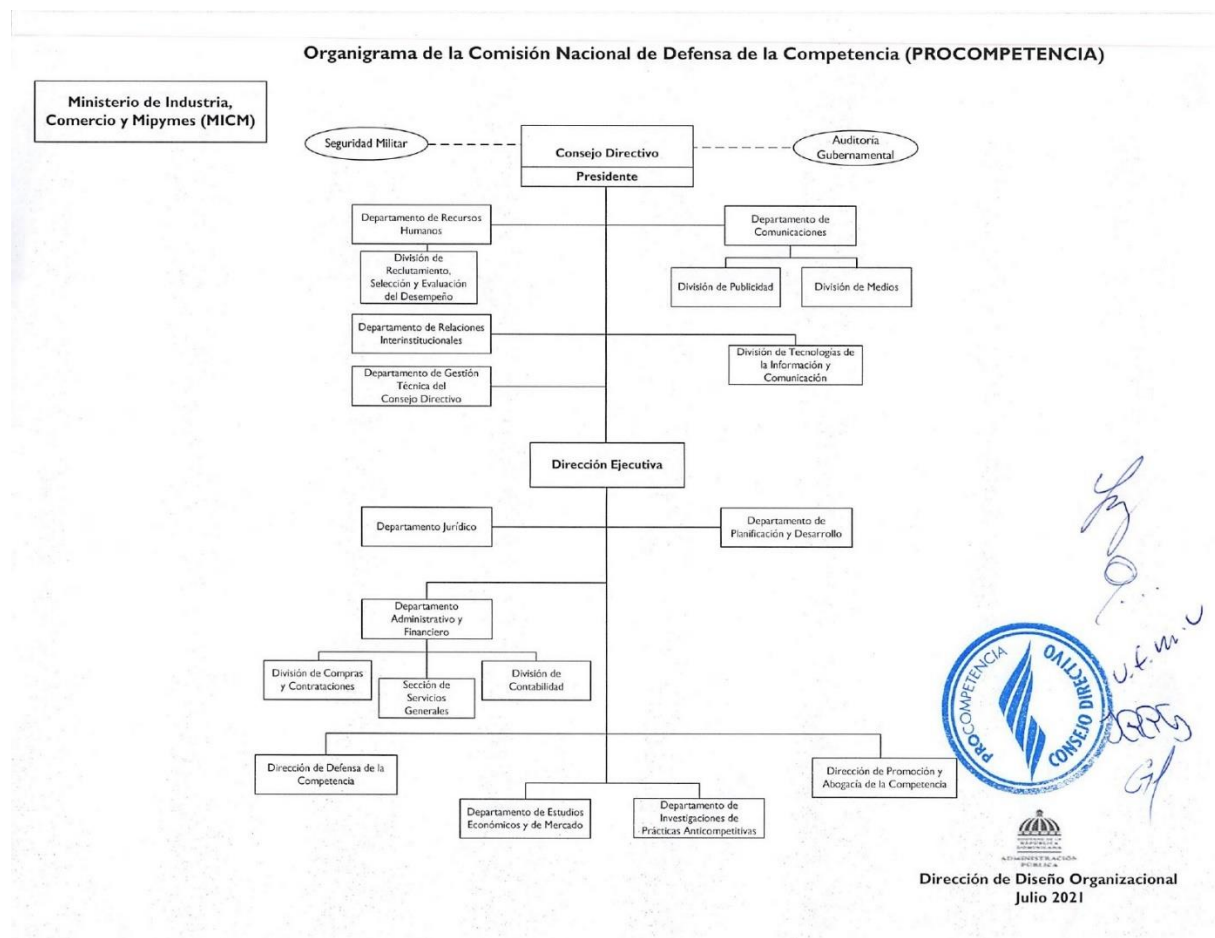 Organigrama de la Comisión Nacional de Defensa de la Competencia (PROCOMPETENCIA)
Ministerio de Industria,
Comercio y Mipymes (MICM)
Seguridad Militar
Consejo Directivo
Presidente
Auditoría
Gubernamental
Departamento de Recursos
Humanos
Departamento de
Comunicaciones
División de
Reclutamiento,
Selección y Evaluación
del Desempeño
División de Publicidad
División de Medios
Departamento de Relaciones
Interinstitucionales
División de Tecnologías de
la Información y
Comunicación
Departamento de Gestión
Técnica del
Consejo Directivo
Dirección Ejecutiva
Departamento Jurídico
Departamento de
Planificación y Desarrollo
Departamento
Administrativo y
Financiero
División de Compras
y Contrataciones
Sección de
Servicios
Generales
División de
Contabilidad
Dirección de Defensa de la
Competencia
Departamento de Estudios
Económicos y de Mercado
Departamento de
Investigaciones de
Prácticas Anticompetitivas
Dirección de Promoción y
Abogacía de la Competencia
PROCOMPETENCIA
CONSEJO DIRECTIVO
REPÚBLICA
DOMINICANA
ADMINISTRACIÓN
PÚBLICA
Dirección de Diseño Organizacional
Julio 2021